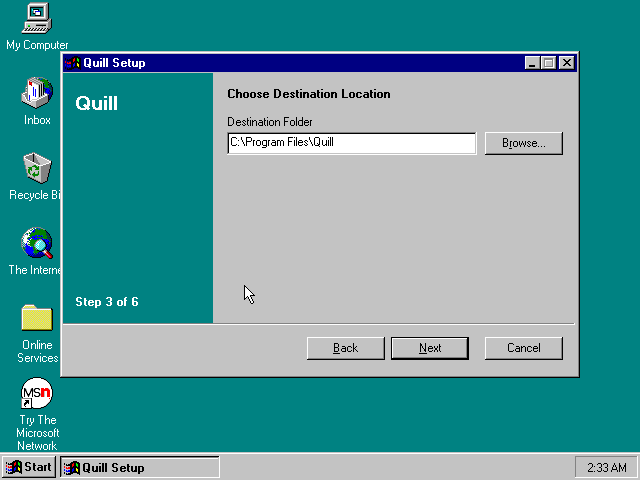 My Computer
Quill Setup
Quill
Choose Destination Location
Destination Folder
C:\Program Files\Quill
Browse...
Inbox
Recycle Bi
The Interne
Step 3 of 6
Back
Next
Cancel
Online
Services
MSn
Try The
Microsoft
Network
Start
Quill Setup
2:33 AM